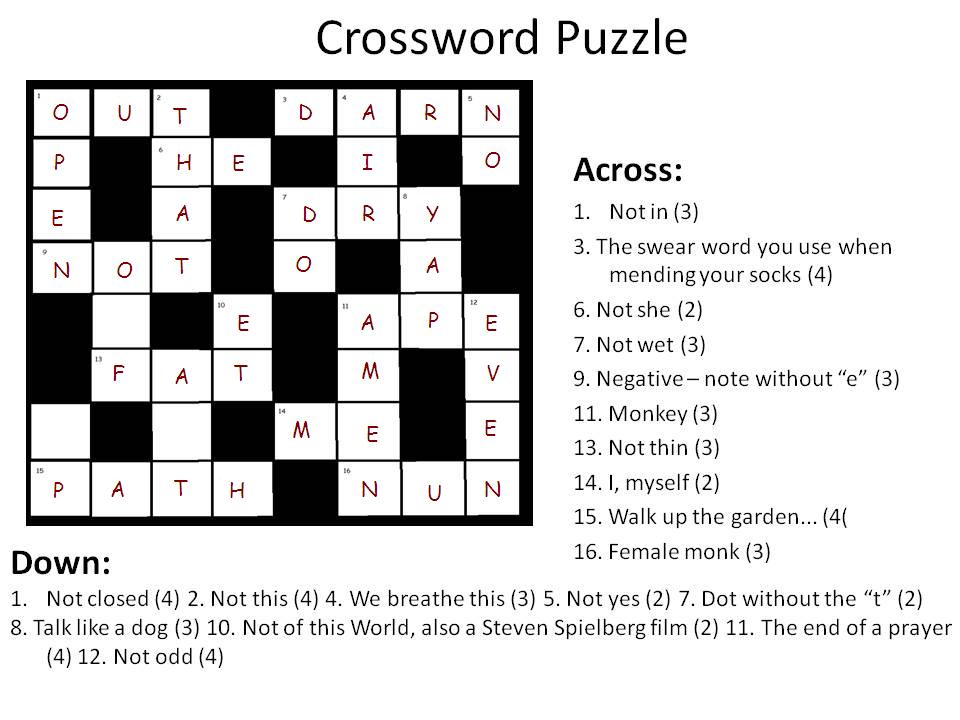 Crossword Puzzle
1 O U 2 T 3 D 4 A R 5 N
P 6 H E I O
E A 7 D R 8 Y
9 N O T O A
10 E 11 A P 12 E
13 F A T M V
14 M E E
15 P A T H 16 N U N
Across:
1. Not in (3)
3. The swear word you use when
mending your socks (4)
6. Not she (2)
7. Not wet (3)
9. Negative – note without “e” (3)
11. Monkey (3)
13. Not thin (3)
14. I, myself (2)
15. Walk up the garden... (4(
16. Female monk (3)
Down:
1. Not closed (4) 2. Not this (4) 4. We breathe this (3) 5. Not yes (2) 7. Dot without the “t” (2)
8. Talk like a dog (3) 10. Not of this World, also a Steven Spielberg film (2) 11. The end of a prayer
(4) 12. Not odd (4)